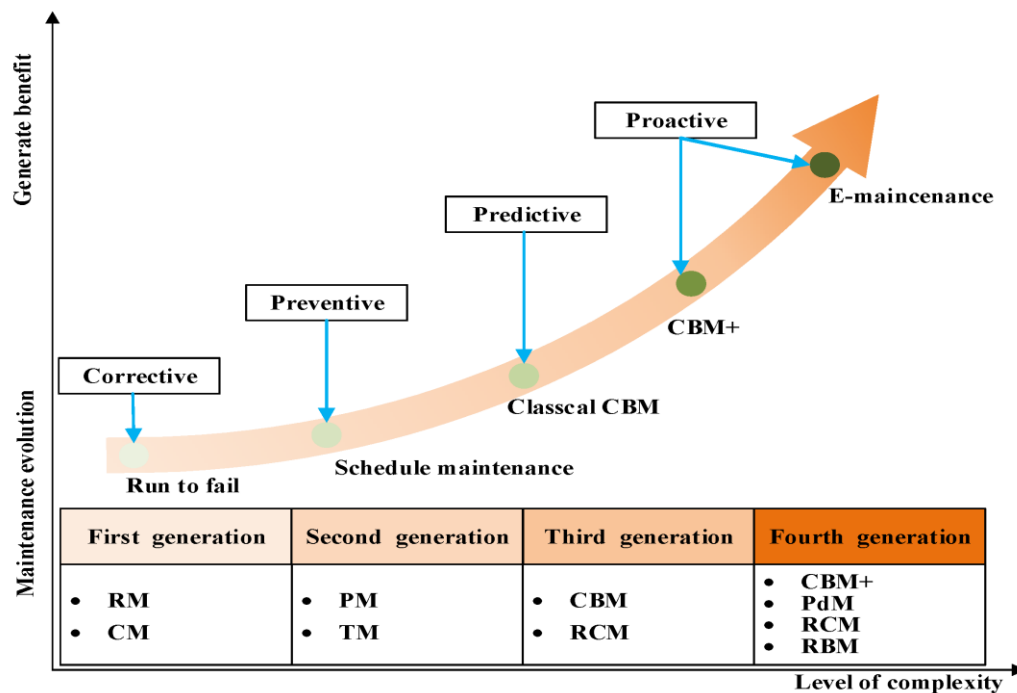 Generate benefit
Maintenance evolution
Proactive
E-maincenance
Predictive
CBM+
Preventive
Classcal CBM
Corrective
Schedule maintenance
Run to fail
First generation
Second generation
Third generation
Fourth generation
• RM
• CM
• PM
• TM
• CBM
• RCM
• CBM+
• PdM
• RCM
• RBM
Level of complexity